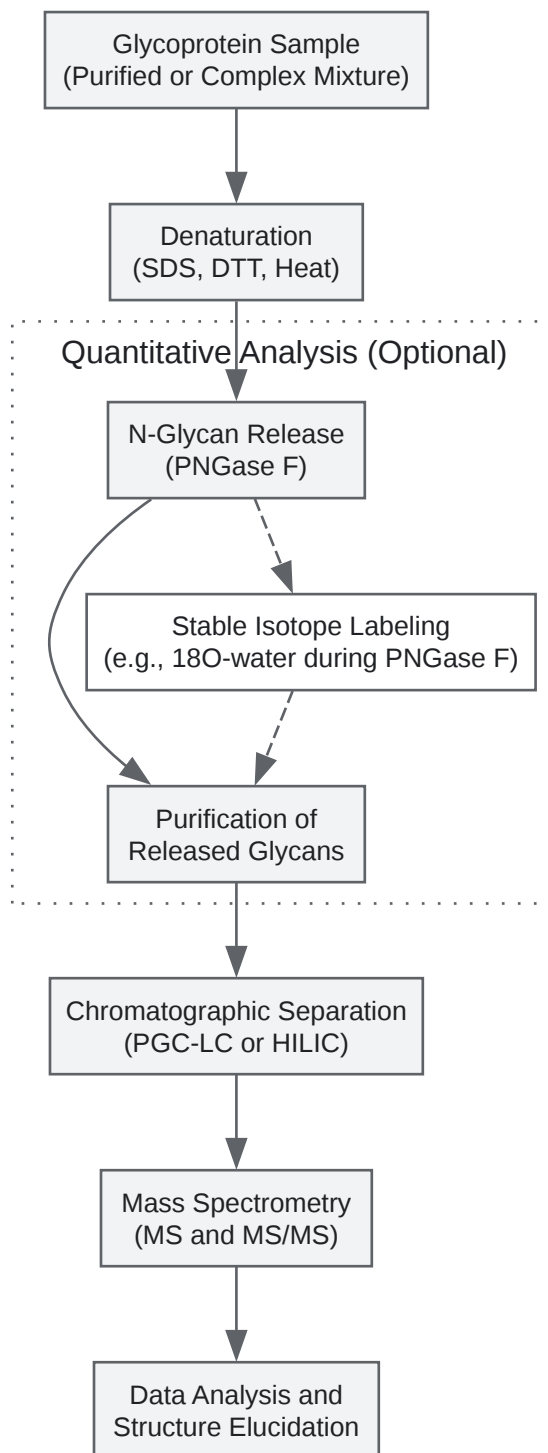 Glycoprotein Sample
(Purified or Complex Mixture)
Denaturation
(SDS, DTT, Heat)
Quantitative Analysis (Optional)
N-Glycan Release
(PNGase F)
Stable Isotope Labeling
(e.g., 18O-water during PNGase F)
Purification of
Released Glycans
Chromatographic Separation
(PGC-LC or HILIC)
Mass Spectrometry
(MS and MS/MS)
Data Analysis and
Structure Elucidation